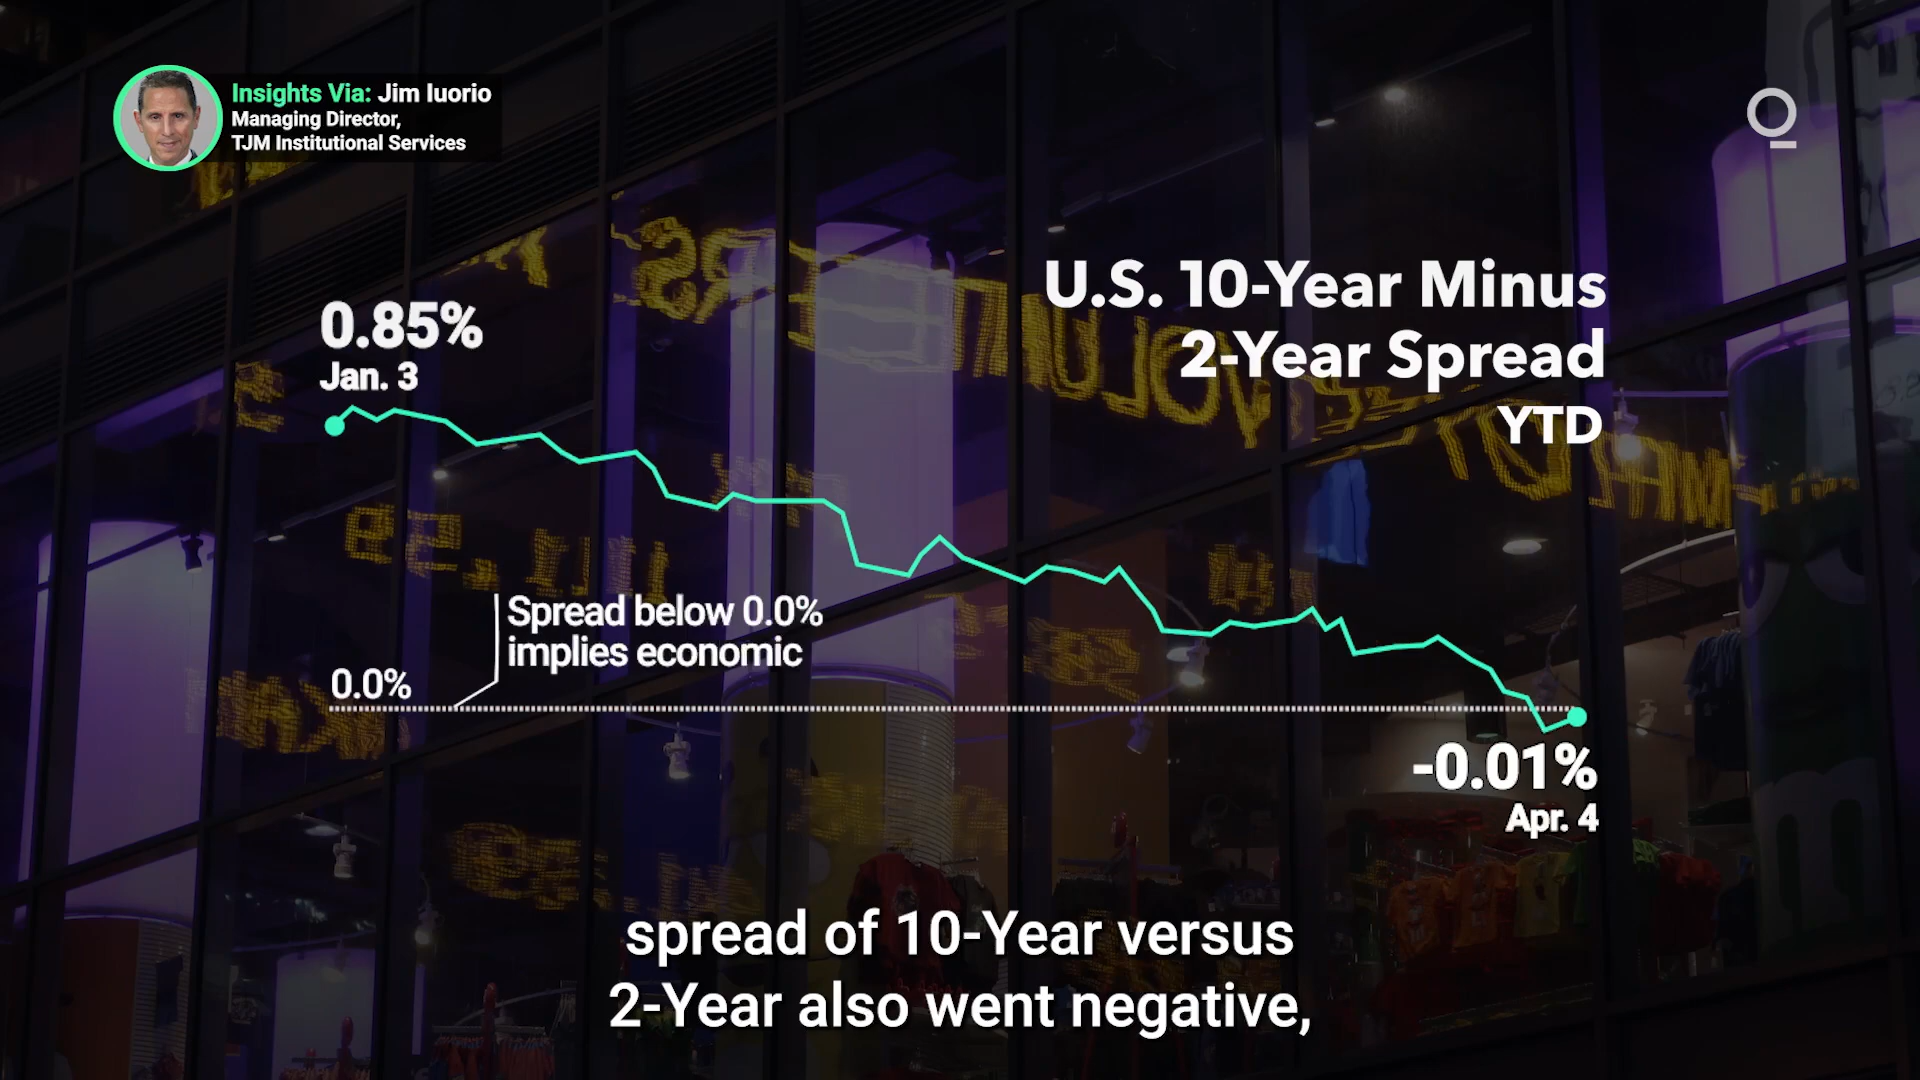 Insights Via: Jim Iuorio
Managing Director,
TJM Institutional Services
U.S. 10-Year Minus
2-Year Spread
YTD
0.85%
Jan. 3
Spread below 0.0%
implies economic
0.0%
-0.01%
Apr. 4
spread of 10-Year versus
2-Year also went negative,